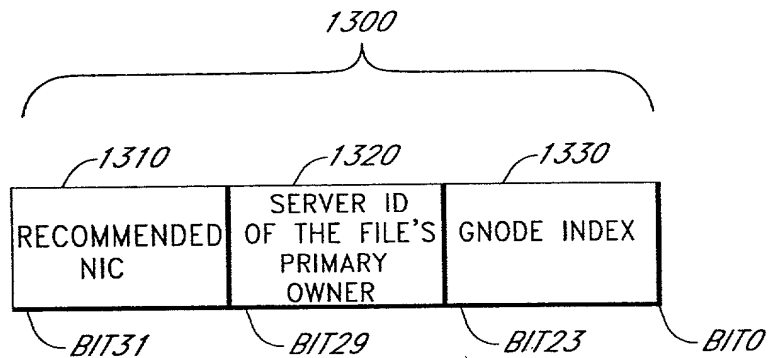 1300
1310
1320
1330
RECOMMENDED
NIC
SERVER ID
OF THE FILE'S
PRIMARY
OWNER
GNODE INDEX
BIT31
BIT29
BIT23
BIT0